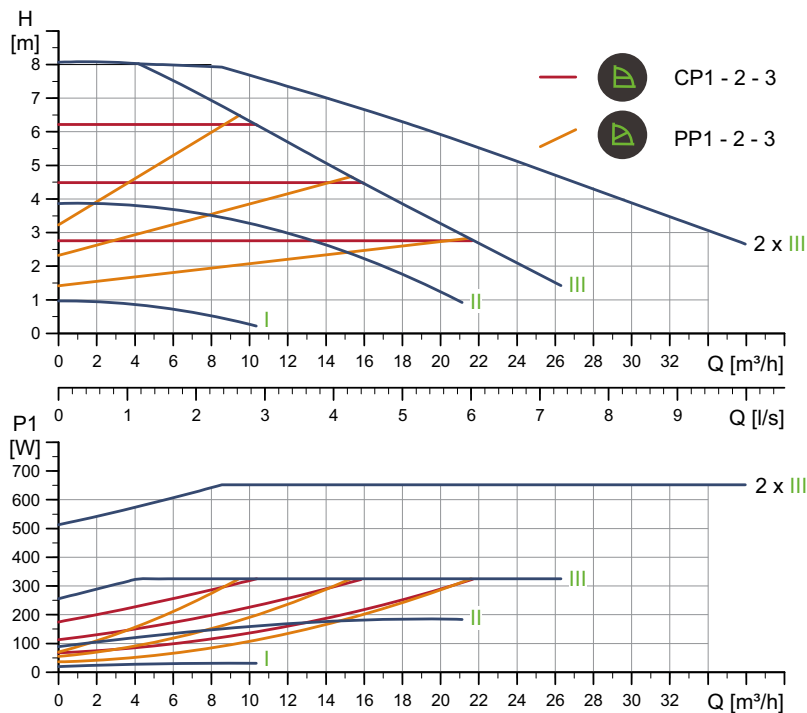 H
[m]
8
7
6
5
4
3
2
1
0
CP1 - 2 - 3
PP1 - 2 - 3
2 x III
III
II
I
0 2 4 6 8 10 12 14 16 18 20 22 24 26 28 30 32 Q [m³/h]
0 1 2 3 4 5 6 7 8 9 Q [l/s]
P1
[W]
700
600
500
400
300
200
100
0
2 x III
III
II
I
0 2 4 6 8 10 12 14 16 18 20 22 24 26 28 30 32 Q [m³/h]